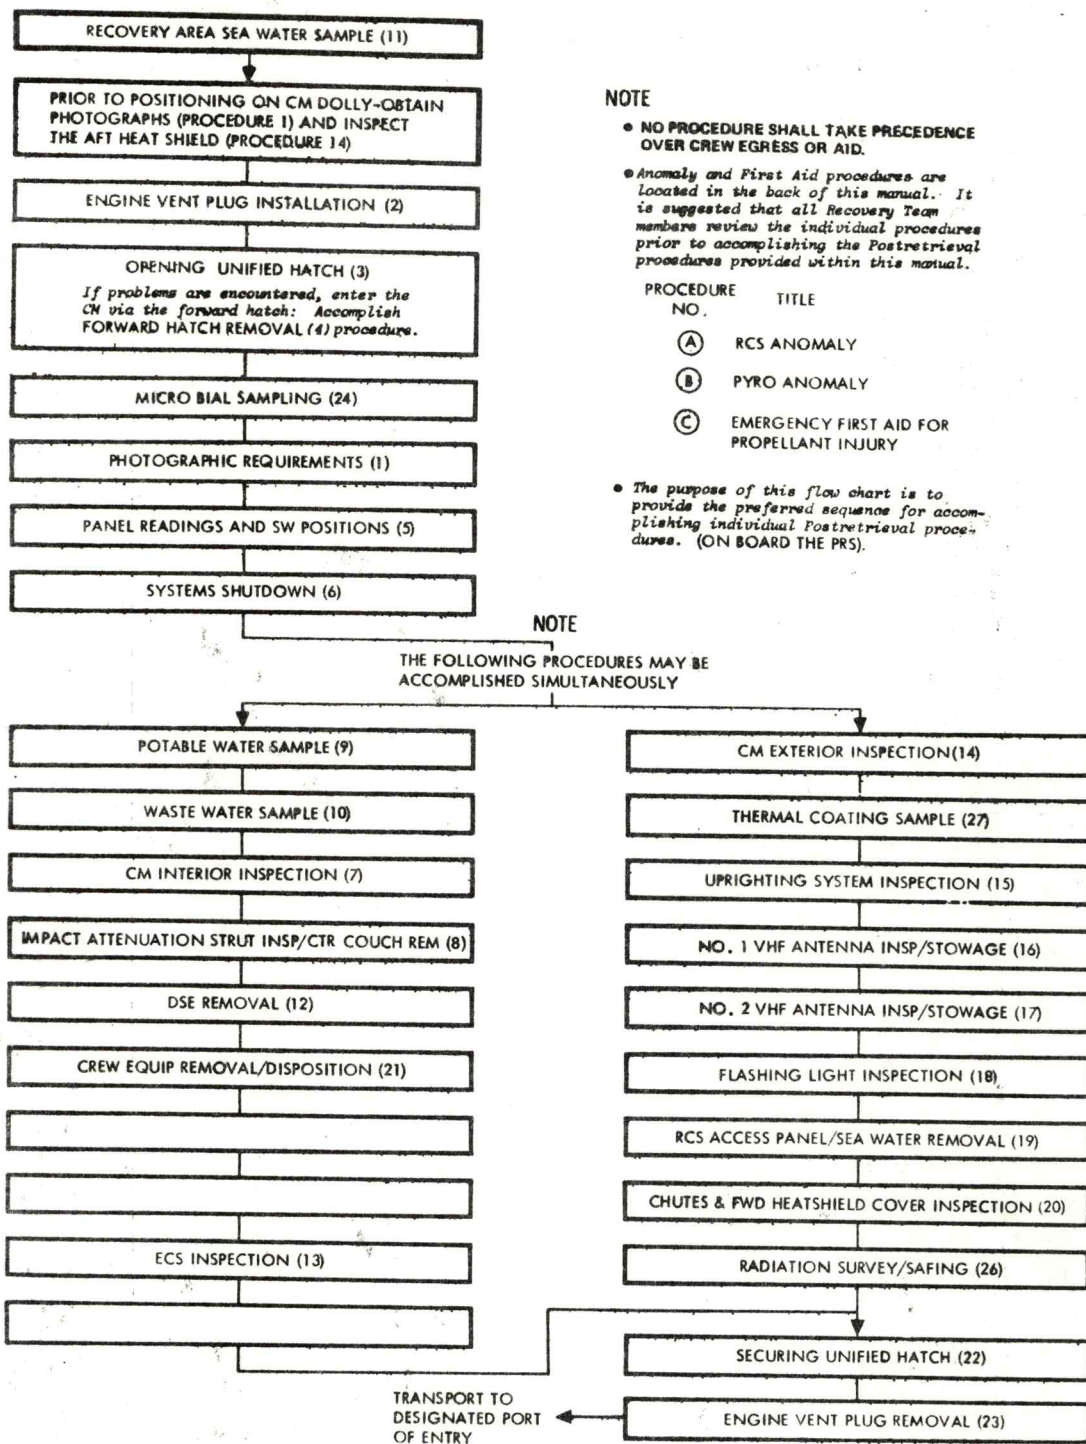 RECOVERY AREA SEA WATER SAMPLE (11)
PRIOR TO POSITIONING ON CM DOLLY-OBTAIN
PHOTOGRAPHS (PROCEDURE 1) AND INSPECT
THE AFT HEAT SHIELD (PROCEDURE 14)
ENGINE VENT PLUG INSTALLATION (2)
OPENING UNIFIED HATCH (3)
If problems are encountered, enter the
CM via the forward hatch: Accomplish
FORWARD HATCH REMOVAL (4) procedure.
MICRO BIAL SAMPLING (24)
PHOTOGRAPHIC REQUIREMENTS (1)
PANEL READINGS AND SW POSITIONS (5)
SYSTEMS SHUTDOWN (6)
NOTE
• NO PROCEDURE SHALL TAKE PRECEDENCE
OVER CREW EGRESS OR AID.
• Anomaly and First Aid procedures are
located in the back of this manual. It
is suggested that all Recovery Team
members review the individual procedures
prior to accomplishing the Postretrieval
procedures provided within this manual.
PROCEDURE
NO. TITLE
A RCS ANOMALY
B PYRO ANOMALY
C EMERGENCY FIRST AID FOR
PROPELLANT INJURY
• The purpose of this flow chart is to
provide the preferred sequence for accom-
plishing individual Postretrieval proce-
dures. (ON BOARD THE PRS).
NOTE
THE FOLLOWING PROCEDURES MAY BE
ACCOMPLISHED SIMULTANEOUSLY
POTABLE WATER SAMPLE (9)
WASTE WATER SAMPLE (10)
CM INTERIOR INSPECTION (7)
IMPACT ATTENUATION STRUT INSP/CTR COUCH REM (8)
DSE REMOVAL (12)
CREW EQUIP REMOVAL/DISPOSITION (21)
ECS INSPECTION (13)
CM EXTERIOR INSPECTION (14)
THERMAL COATING SAMPLE (27)
UPRIGHTING SYSTEM INSPECTION (15)
NO. 1 VHF ANTENNA INSP/STOWAGE (16)
NO. 2 VHF ANTENNA INSP/STOWAGE (17)
FLASHING LIGHT INSPECTION (18)
RCS ACCESS PANEL/SEA WATER REMOVAL (19)
CHUTES & FWD HEATSHIELD COVER INSPECTION (20)
RADIATION SURVEY/SAFING (26)
SECURING UNIFIED HATCH (22)
ENGINE VENT PLUG REMOVAL (23)
TRANSPORT TO
DESIGNATED PORT
OF ENTRY